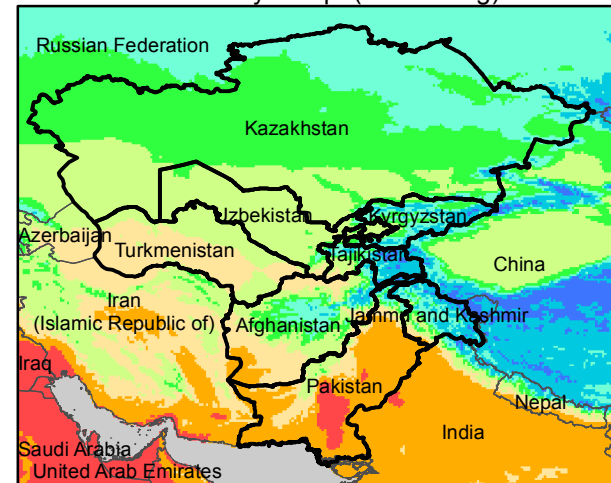 Russian Federation
Kazakhstan
Uzbekistan
Kyrgyzstan
Azerbaijan
Turkmenistan
Tajikistan
China
Iran
(Islamic Republic of)
Afghanistan
Jammu and Kashmir
Iraq
Pakistan
Nepal
India
Saudi Arabia
United Arab Emirates